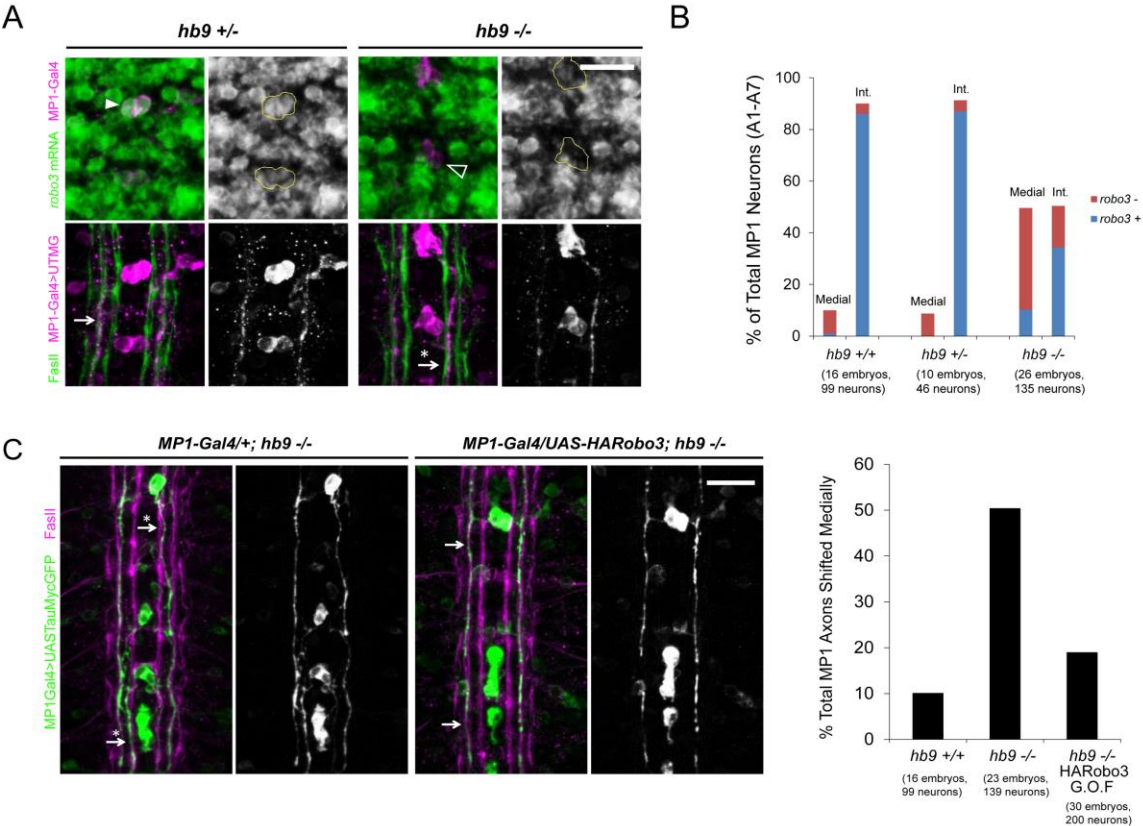 A
hb9 +/-
hb9 -/-
robo3 mRNA MP1-Gal4
FasII MP1-Gal4>UTMG
*
B
% of Total MP1 Neurons (A1-A7)
100
80
60
40
20
0
Medial
Int.
Medial
Int.
Medial
Int.
robo3 -
robo3 +
hb9 +/+
(16 embryos,
99 neurons)
hb9 +/-
(10 embryos,
46 neurons)
hb9 -/-
(26 embryos,
135 neurons)
C
MP1-Gal4/+; hb9 -/-
MP1-Gal4/UAS-HARobo3; hb9 -/-
MP1Gal4>UASTauMycGFP FasII
*
*
% Total MP1 Axons Shifted Medially
60
50
40
30
20
10
0
hb9 +/+
(16 embryos,
99 neurons)
hb9 -/-
(23 embryos,
139 neurons)
hb9 -/-
HARobo3
G.O.F
(30 embryos,
200 neurons)